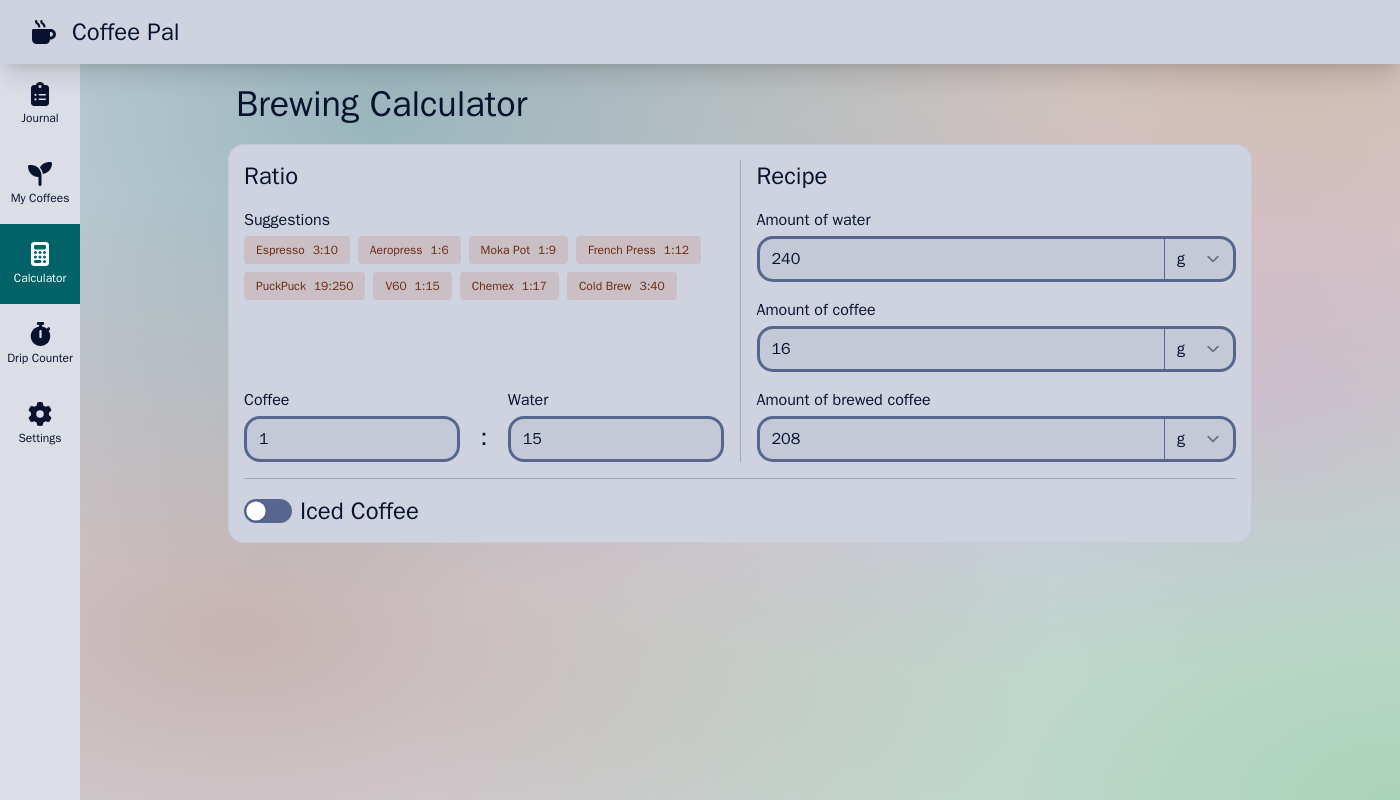 Coffee Pal
Journal
My Coffees
Calculator
Drip Counter
Settings
Brewing Calculator
Ratio
Suggestions
Espresso 3:10
Aeropress 1:6
Moka Pot 1:9
French Press 1:12
PuckPuck 19:250
V60 1:15
Chemex 1:17
Cold Brew 3:40
Coffee
1
:
Water
15
Recipe
Amount of water
240 g
Amount of coffee
16 g
Amount of brewed coffee
208 g
Iced Coffee